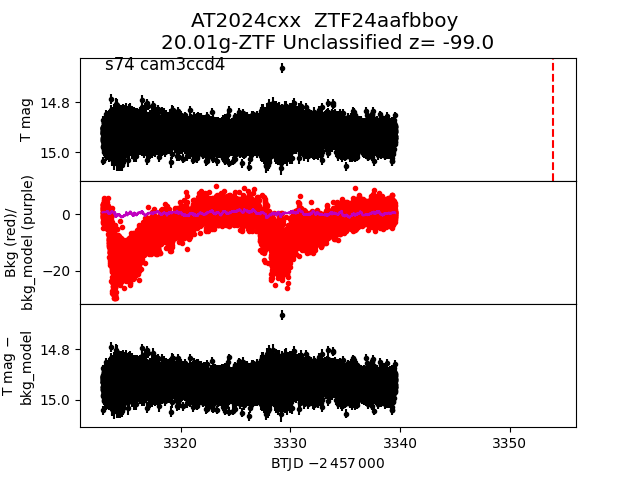 AT2024cxx  ZTF24aafbboy
20.01g-ZTF Unclassified z= -99.0
s74 cam3ccd4
T mag
14.8
15.0
Bkg (red)/
bkg_model (purple)
0
−20
T mag −
bkg_model
14.8
15.0
3320 3330 3340 3350
BTJD −2 457 000